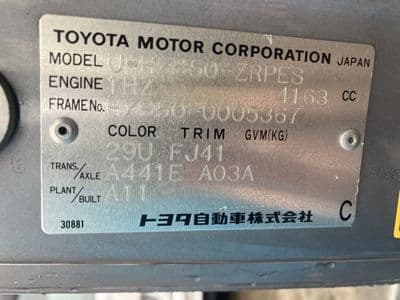 TOYOTA MOTOR CORPORATION JAPAN
MODEL
ENGINE 1HZ 4163 CC
FRAME No.
COLOR TRIM GVM(KG)
29U FJ41
TRANS./AXLE A441E A03A
PLANT/BUILT A11
30881 トヨタ自動車株式会社 C